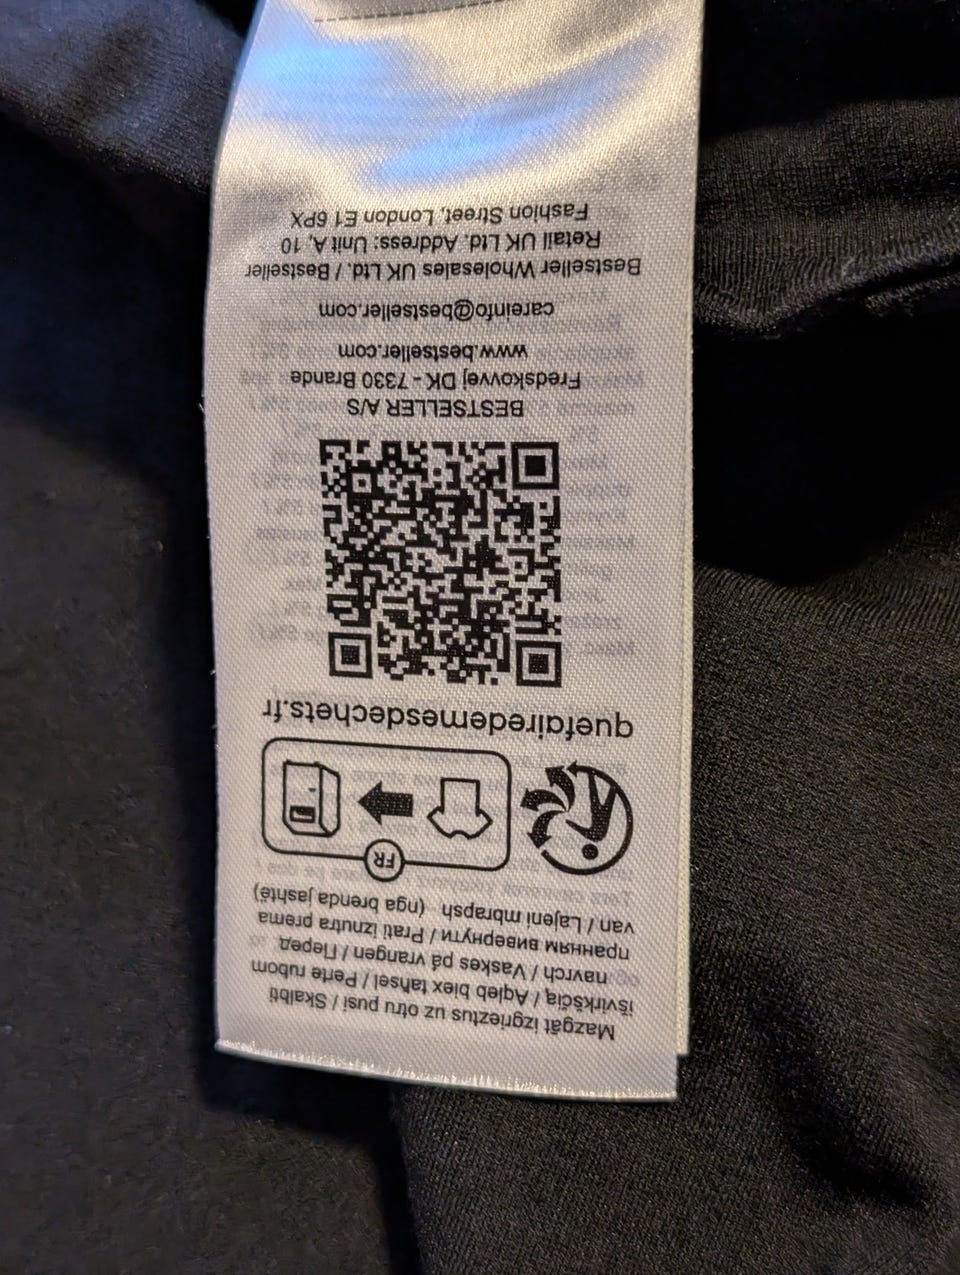 Mazgāt izgrieztus uz otru pusi / Skalbti
išvirkščią / Aqleb biex taħsel / Perte rubom
navrch / Vaskes på vrangen / Перед
пранням вивернути / Prati iznutra prema
van / Lajeni mbrapsh (nga brenda jashtë)
FR
quefairedemesdechets.fr
BESTSELLER A/S
Fredskovvej DK - 7330 Brande
www.bestseller.com
careinfo@bestseller.com
Bestseller Wholesales UK Ltd. / Bestseller
Retail UK Ltd. Address: Unit A, 10
Fashion Street, London E1 6PX